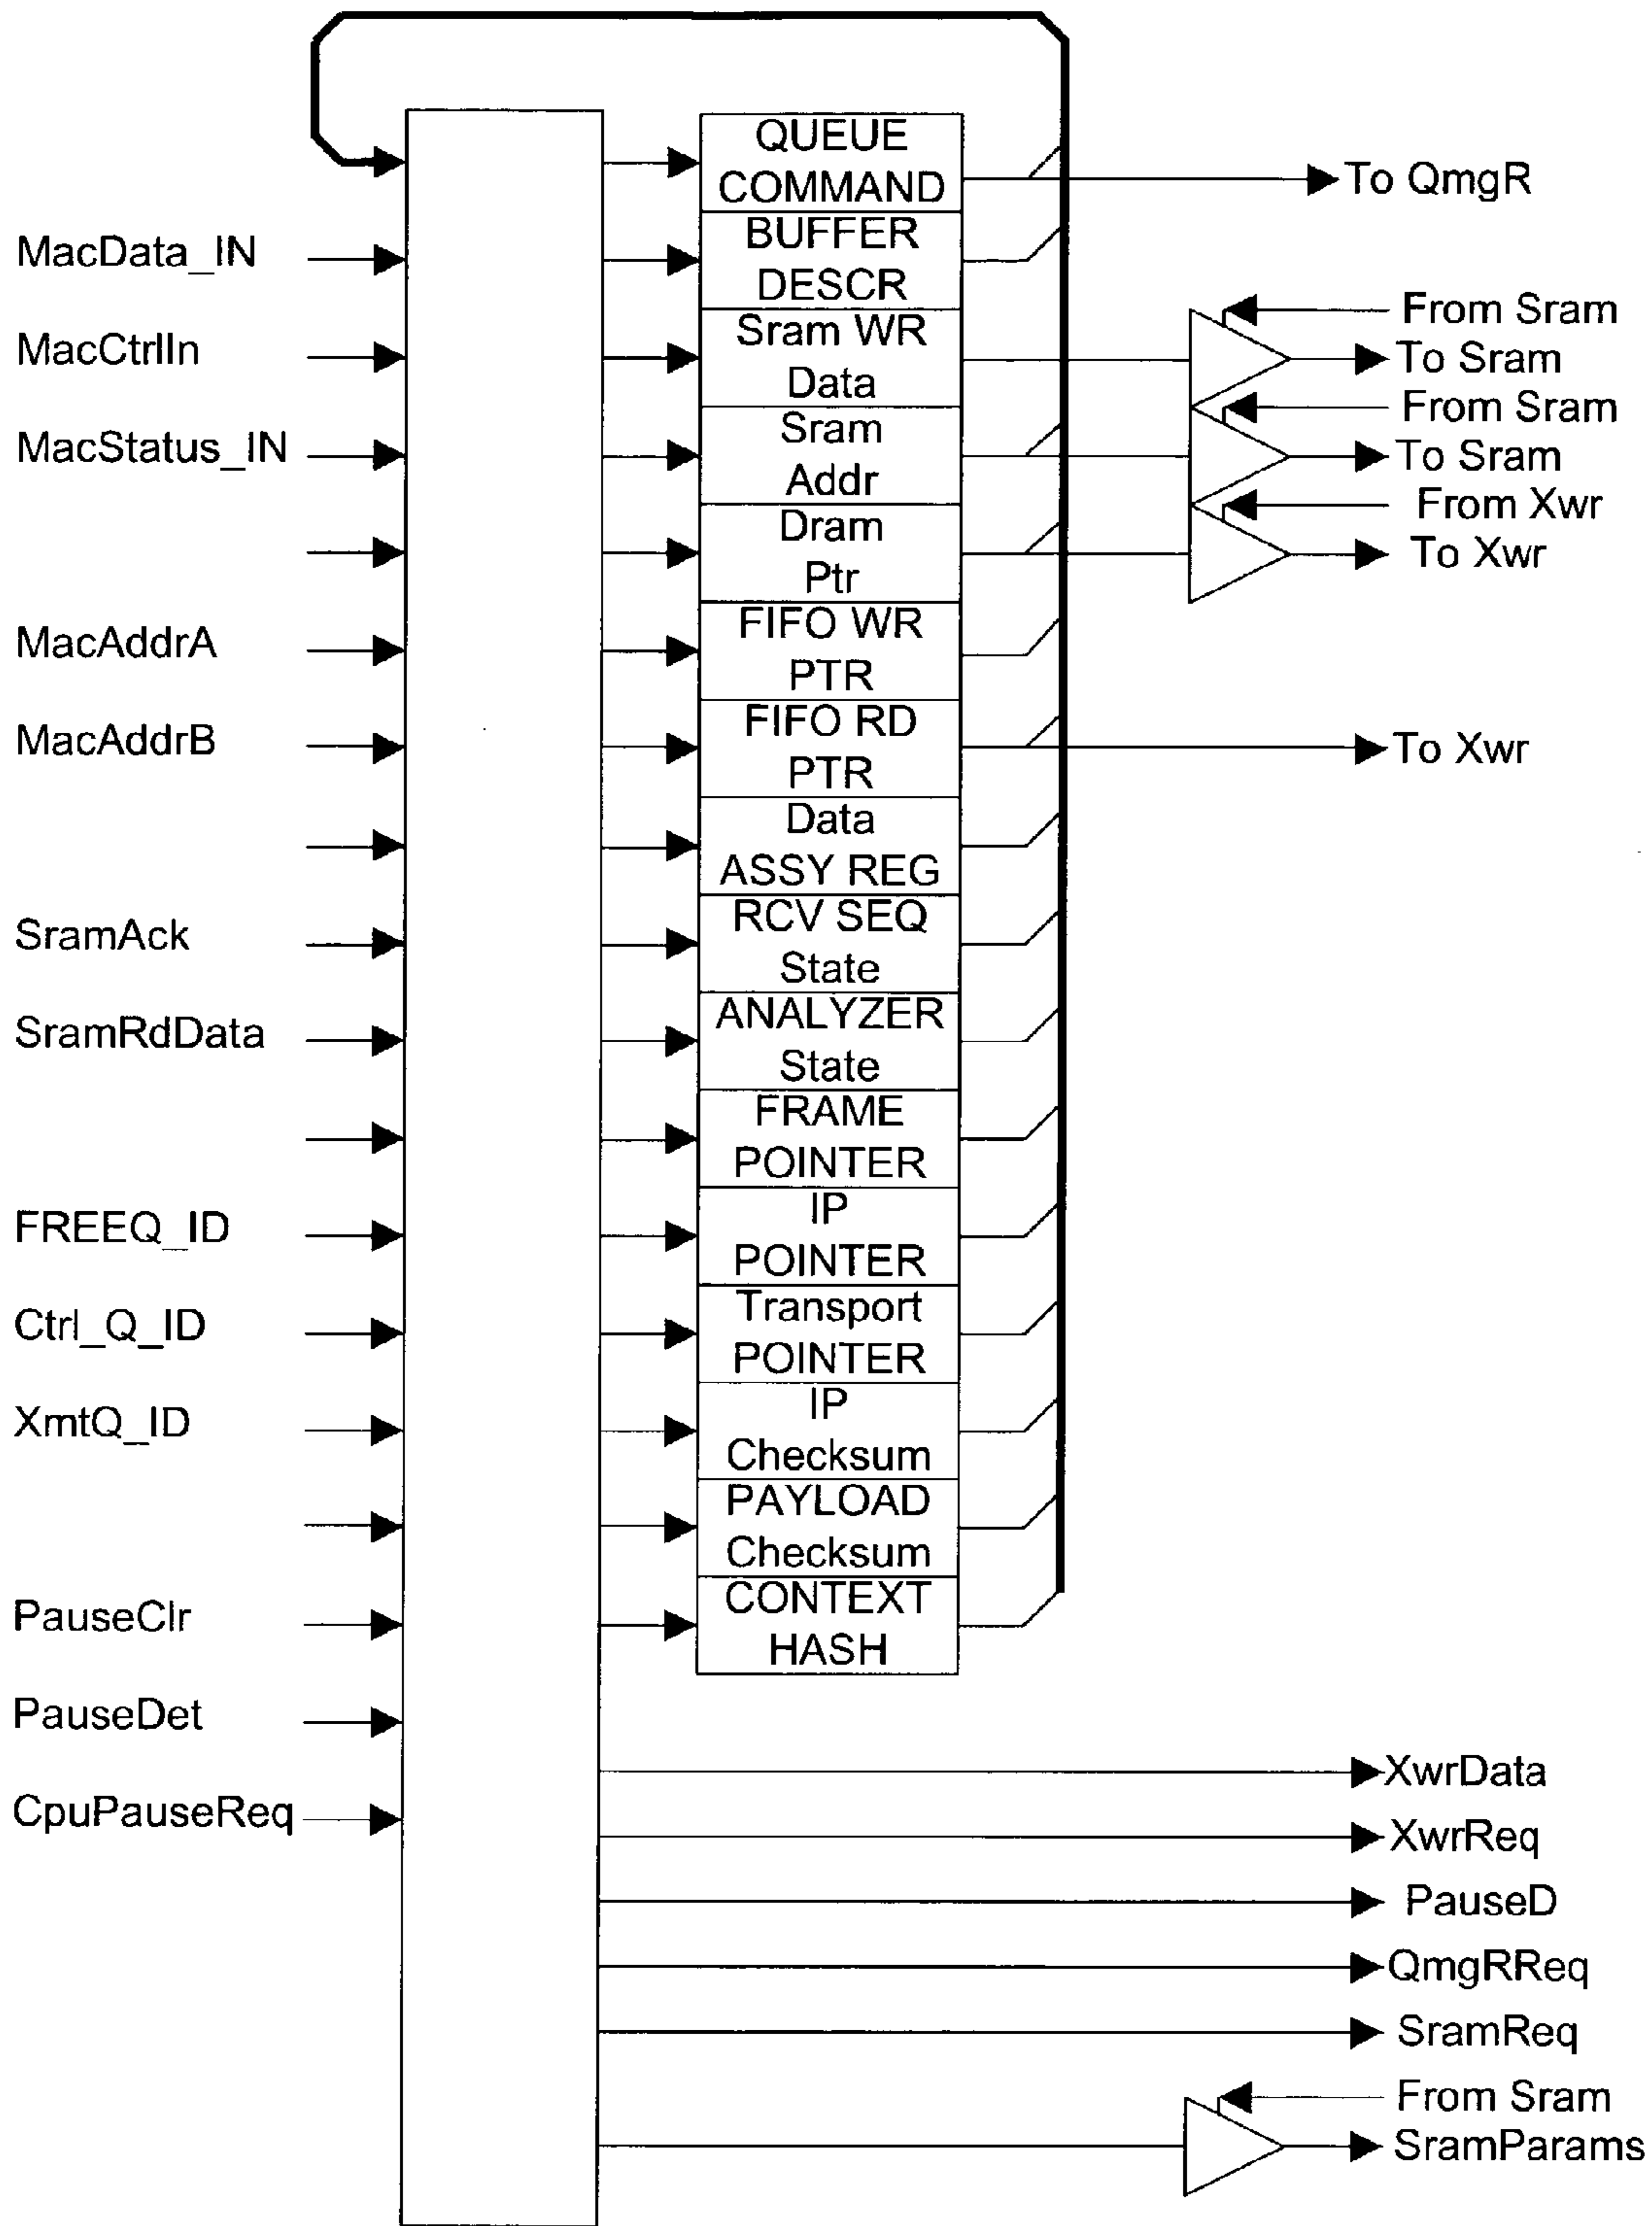 QUEUE
COMMAND
To QmgR
MacData_IN
BUFFER
DESCR
MacCtrlIn
Sram WR
Data
From Sram
To Sram
MacStatus_IN
Sram
Addr
From Sram
To Sram
Dram
Ptr
From Xwr
To Xwr
MacAddrA
FIFO WR
PTR
MacAddrB
FIFO RD
PTR
To Xwr
Data
ASSY REG
SramAck
RCV SEQ
State
SramRdData
ANALYZER
State
FRAME
POINTER
FREEQ_ID
IP
POINTER
Ctrl_Q_ID
Transport
POINTER
XmtQ_ID
IP
Checksum
PAYLOAD
Checksum
PauseClr
CONTEXT
HASH
PauseDet
XwrData
CpuPauseReq
XwrReq
PauseD
QmgRReq
SramReq
From Sram
SramParams